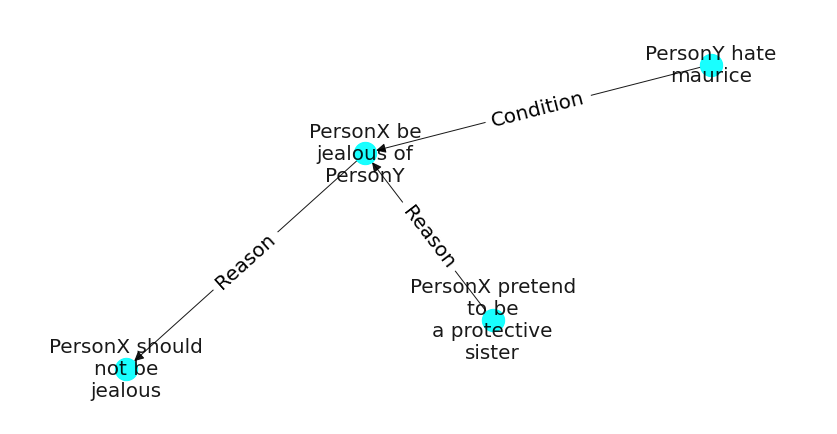 PersonY hate
maurice
Condition
PersonX be
jealous of
PersonY
Reason
Reason
PersonX pretend
to be
a protective
sister
PersonX should
not be
jealous